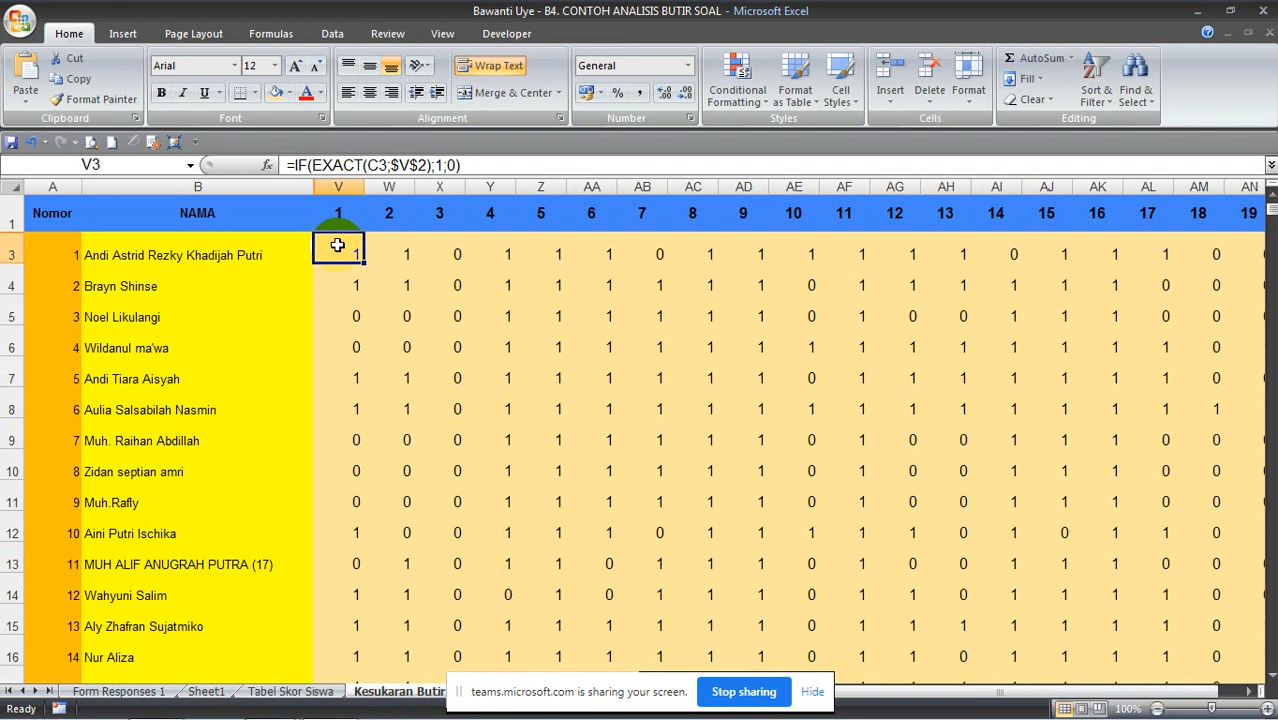 Bawanti Uye - B4. CONTOH ANALISIS BUTIR SOAL - Microsoft Excel
Home Insert Page Layout Formulas Data Review View Developer
Paste Cut Copy Format Painter Clipboard
Arial 12 B I U A Font
Wrap Text Merge & Center Alignment
General % , Number
Conditional Formatting Format as Table Cell Styles Styles
Insert Delete Format Cells
Σ AutoSum Fill Clear Sort & Filter Find & Select Editing
V3 fx =IF(EXACT(C3;$V$2);1;0)
A B V W X Y Z AA AB AC AD AE AF AG AH AI AJ AK AL AM AN
1 Nomor NAMA 1 2 3 4 5 6 7 8 9 10 11 12 13 14 15 16 17 18 19
3 1 Andi Astrid Rezky Khadijah Putri 1 1 0 1 1 1 0 1 1 1 1 1 1 0 1 1 1 0
4 2 Brayn Shinse 1 1 0 1 1 1 1 1 1 0 1 1 1 1 1 1 0 0
5 3 Noel Likulangi 0 0 0 1 1 1 1 1 1 0 1 0 0 1 1 1 0 0
6 4 Wildanul ma'wa 0 0 0 1 1 1 1 1 1 1 1 1 1 1 1 1 1 0
7 5 Andi Tiara Aisyah 1 1 0 1 1 1 1 1 1 0 1 1 1 1 1 1 1 0
8 6 Aulia Salsabilah Nasmin 1 1 0 1 1 1 1 1 1 1 1 1 1 1 1 1 1 1
9 7 Muh. Raihan Abdillah 0 0 0 1 1 1 1 1 1 0 1 0 0 1 1 1 0 0
10 8 Zidan septian amri 0 0 0 1 1 1 1 1 1 0 1 0 0 1 1 1 0 0
11 9 Muh.Rafly 0 0 0 1 1 1 1 1 1 0 1 0 0 1 1 1 0 0
12 10 Aini Putri Ischika 1 0 0 1 1 1 0 1 1 1 1 1 0 1 0 1 1 0
13 11 MUH ALIF ANUGRAH PUTRA (17) 0 1 0 1 1 0 1 1 1 0 1 1 0 1 1 1 0 0
14 12 Wahyuni Salim 1 1 0 0 1 0 1 1 1 0 1 1 0 1 1 1 0 0
15 13 Aly Zhafran Sujatmiko 1 1 0 1 1 1 1 1 1 0 1 1 1 1 1 1 1 0
16 14 Nur Aliza 1 1 0 1 1 1 1 1 1 0 1 1 0 1 1 1 0 0
Form Responses 1 Sheet1 Tabel Skor Siswa Kesukaran Butir
teams.microsoft.com is sharing your screen. Stop sharing Hide
Ready 100%